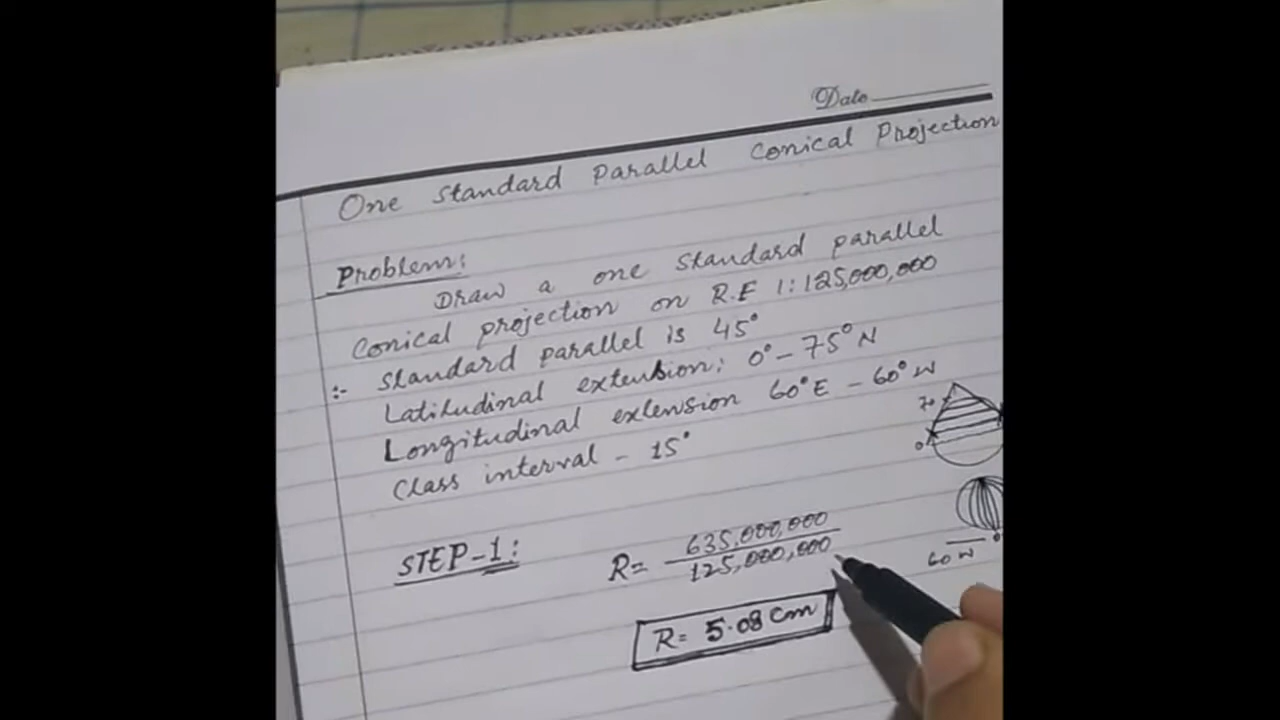 Date
One Standard Parallel Conical Projection
Problem:
Draw a one standard parallel
Conical projection on R.F 1:125,000,000
:- Standard parallel is 45°
Latitudinal extension: 0° - 75° N
Longitudinal extension 60° E - 60° W
Class interval - 15°
STEP-1: R= 635,000,000
125,000,000
R= 5.08 cm
0
60 W